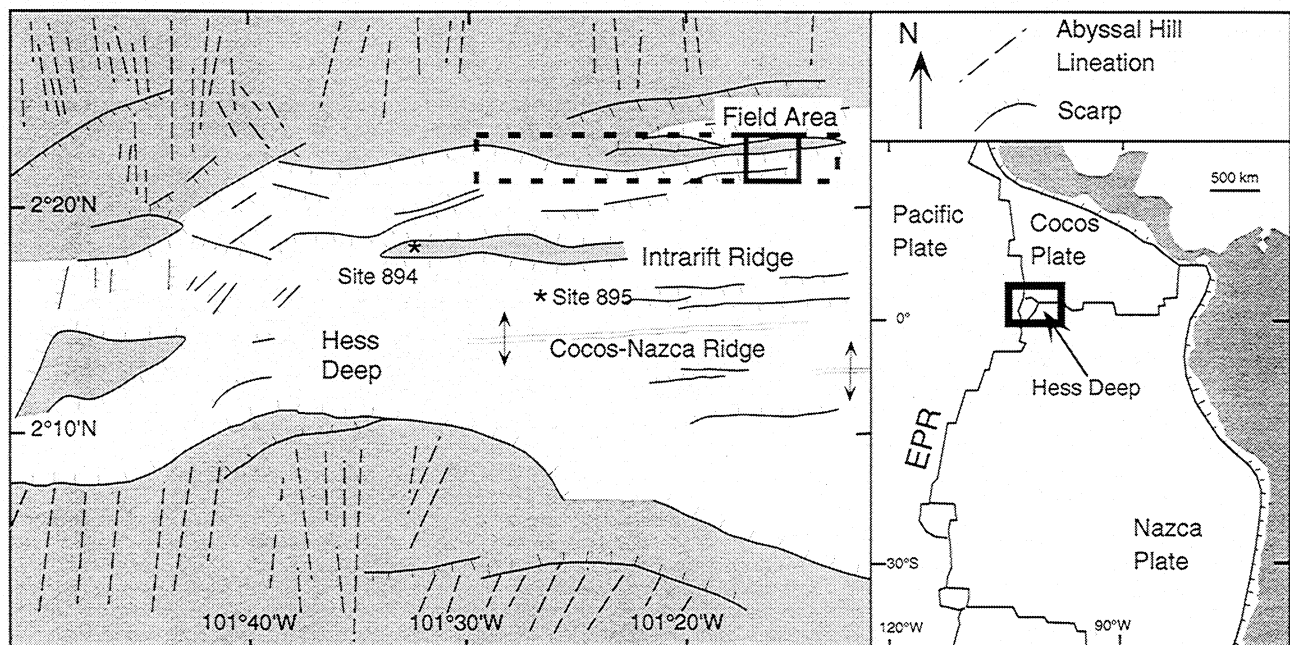 Field Area
2°20'N
Intrarift Ridge
Site 894
* Site 895
*
Hess
Deep
Cocos-Nazca Ridge
2°10'N
101°40'W
101°30'W
101°20'W
N
Abyssal Hill
Lineation
Scarp
500 km
Pacific
Plate
Cocos
Plate
0°
Hess Deep
EPR
Nazca
Plate
30°S
120°W
90°W